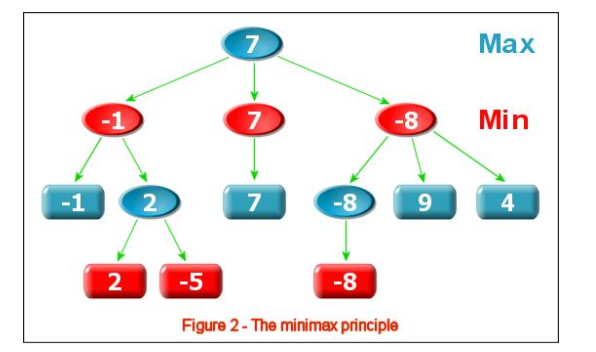 7 Max
-1 7 -8 Min
-1 2 7 -8 9 4
2 -5 -8
Figure 2 - The minimax principle